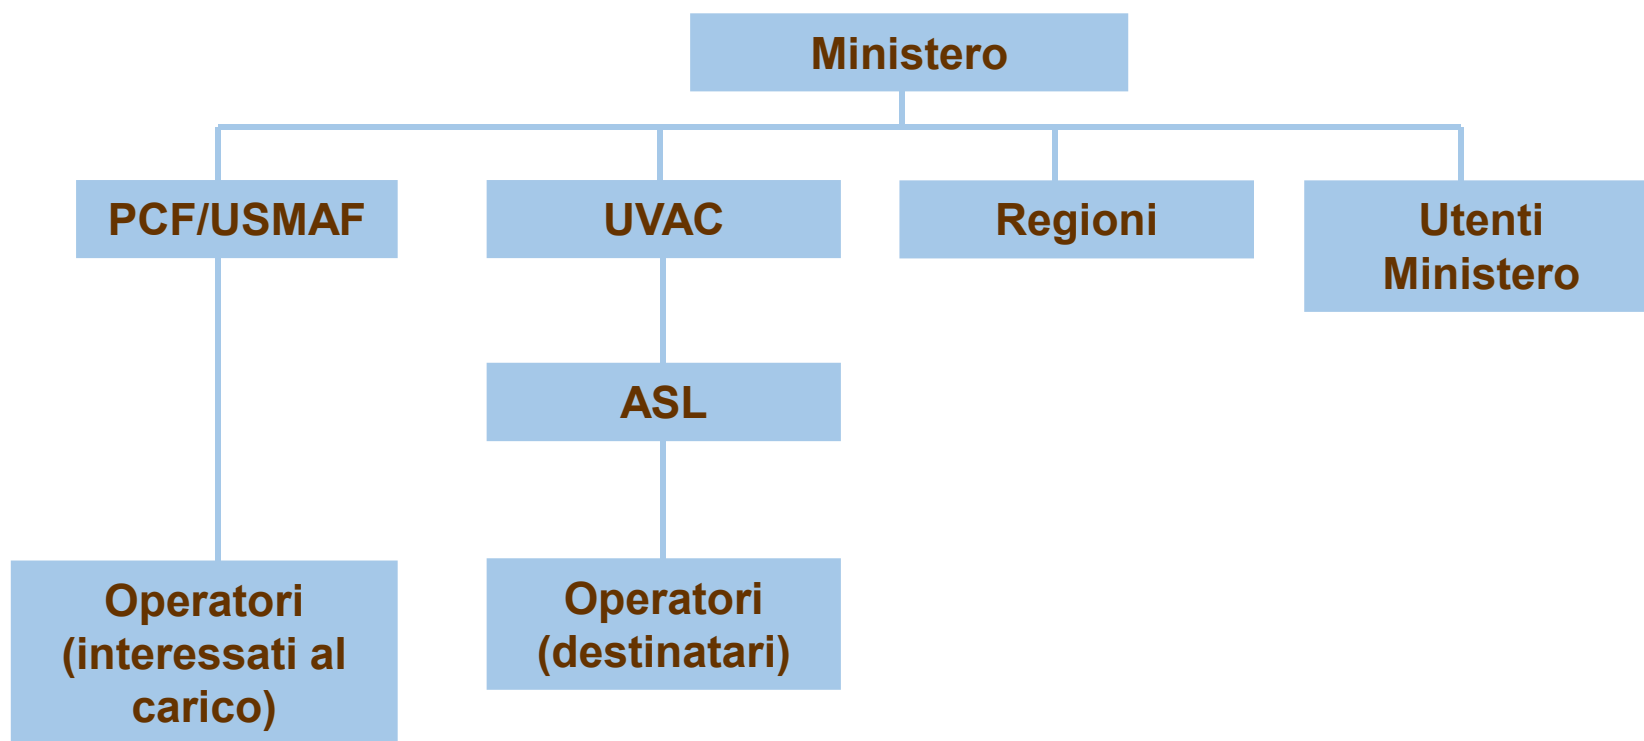 Ministero
PCF/USMAF
UVAC
Regioni
Utenti
Ministero
ASL
Operatori
(interessati al
carico)
Operatori
(destinatari)